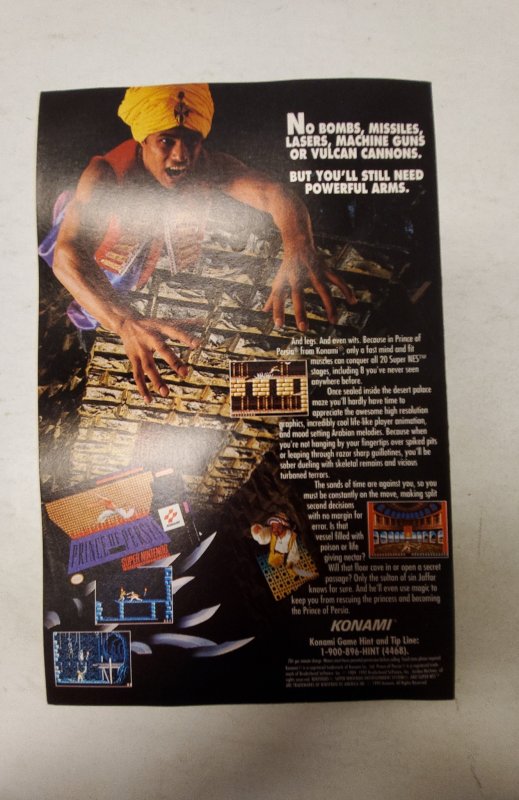 NO BOMBS, MISSILES,
LASERS, MACHINE GUNS
OR VULCAN CANNONS.
BUT YOU'LL STILL NEED
POWERFUL ARMS.
And legs. And even wits. Because in Prince of
Persia® from Konami®, only a fast mind and fit
muscles can conquer all 20 Super NES™
stages, including 8 you've never seen
anywhere before.
Once sealed inside the desert palace
maze you'll hardly have time to
appreciate the awesome high resolution
graphics, incredibly cool life-like player animation,
and mood setting Arabian melodies. Because when
you're not hanging by your fingertips over spiked pits
or leaping through razor sharp guillotines, you'll be
saber dueling with skeletal remains and vicious
turbaned terrors.
The sands of time are against you, so you
must be constantly on the move, making split
second decisions
with no margin for
error. Is that
vessel filled with
poison or life
giving nectar?
Will that floor cave in or open a secret
passage? Only the sultan of sin Jaffar
knows for sure. And he'll even use magic to
keep you from rescuing the princess and becoming
the Prince of Persia.
PRINCE OF PERSIA
SUPER NINTENDO
KONAMI
Konami Game Hint and Tip Line:
1-900-896-HINT (4468).